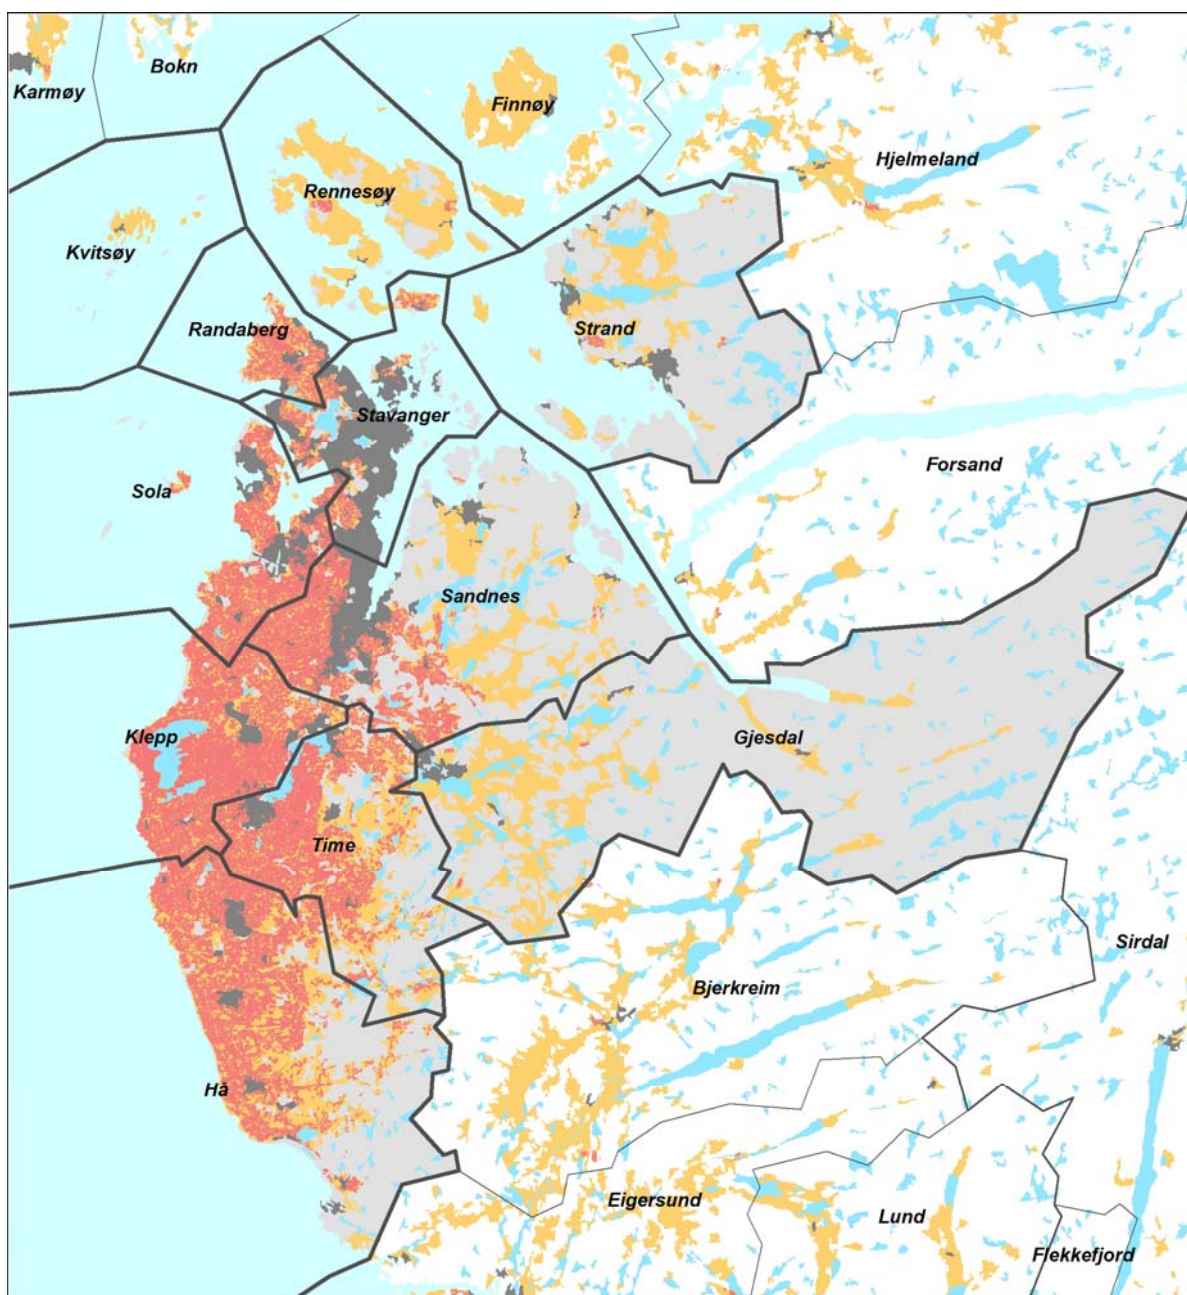 Bokn
Karmøy
Finnøy
Hjelmeland
Rennesøy
Kvitsøy
Randaberg
Strand
Stavanger
Forsand
Sola
Sandnes
Klepp
Gjesdal
Time
Sirdal
Bjerkreim
Hå
Eigersund
Lund
Flekkefjord